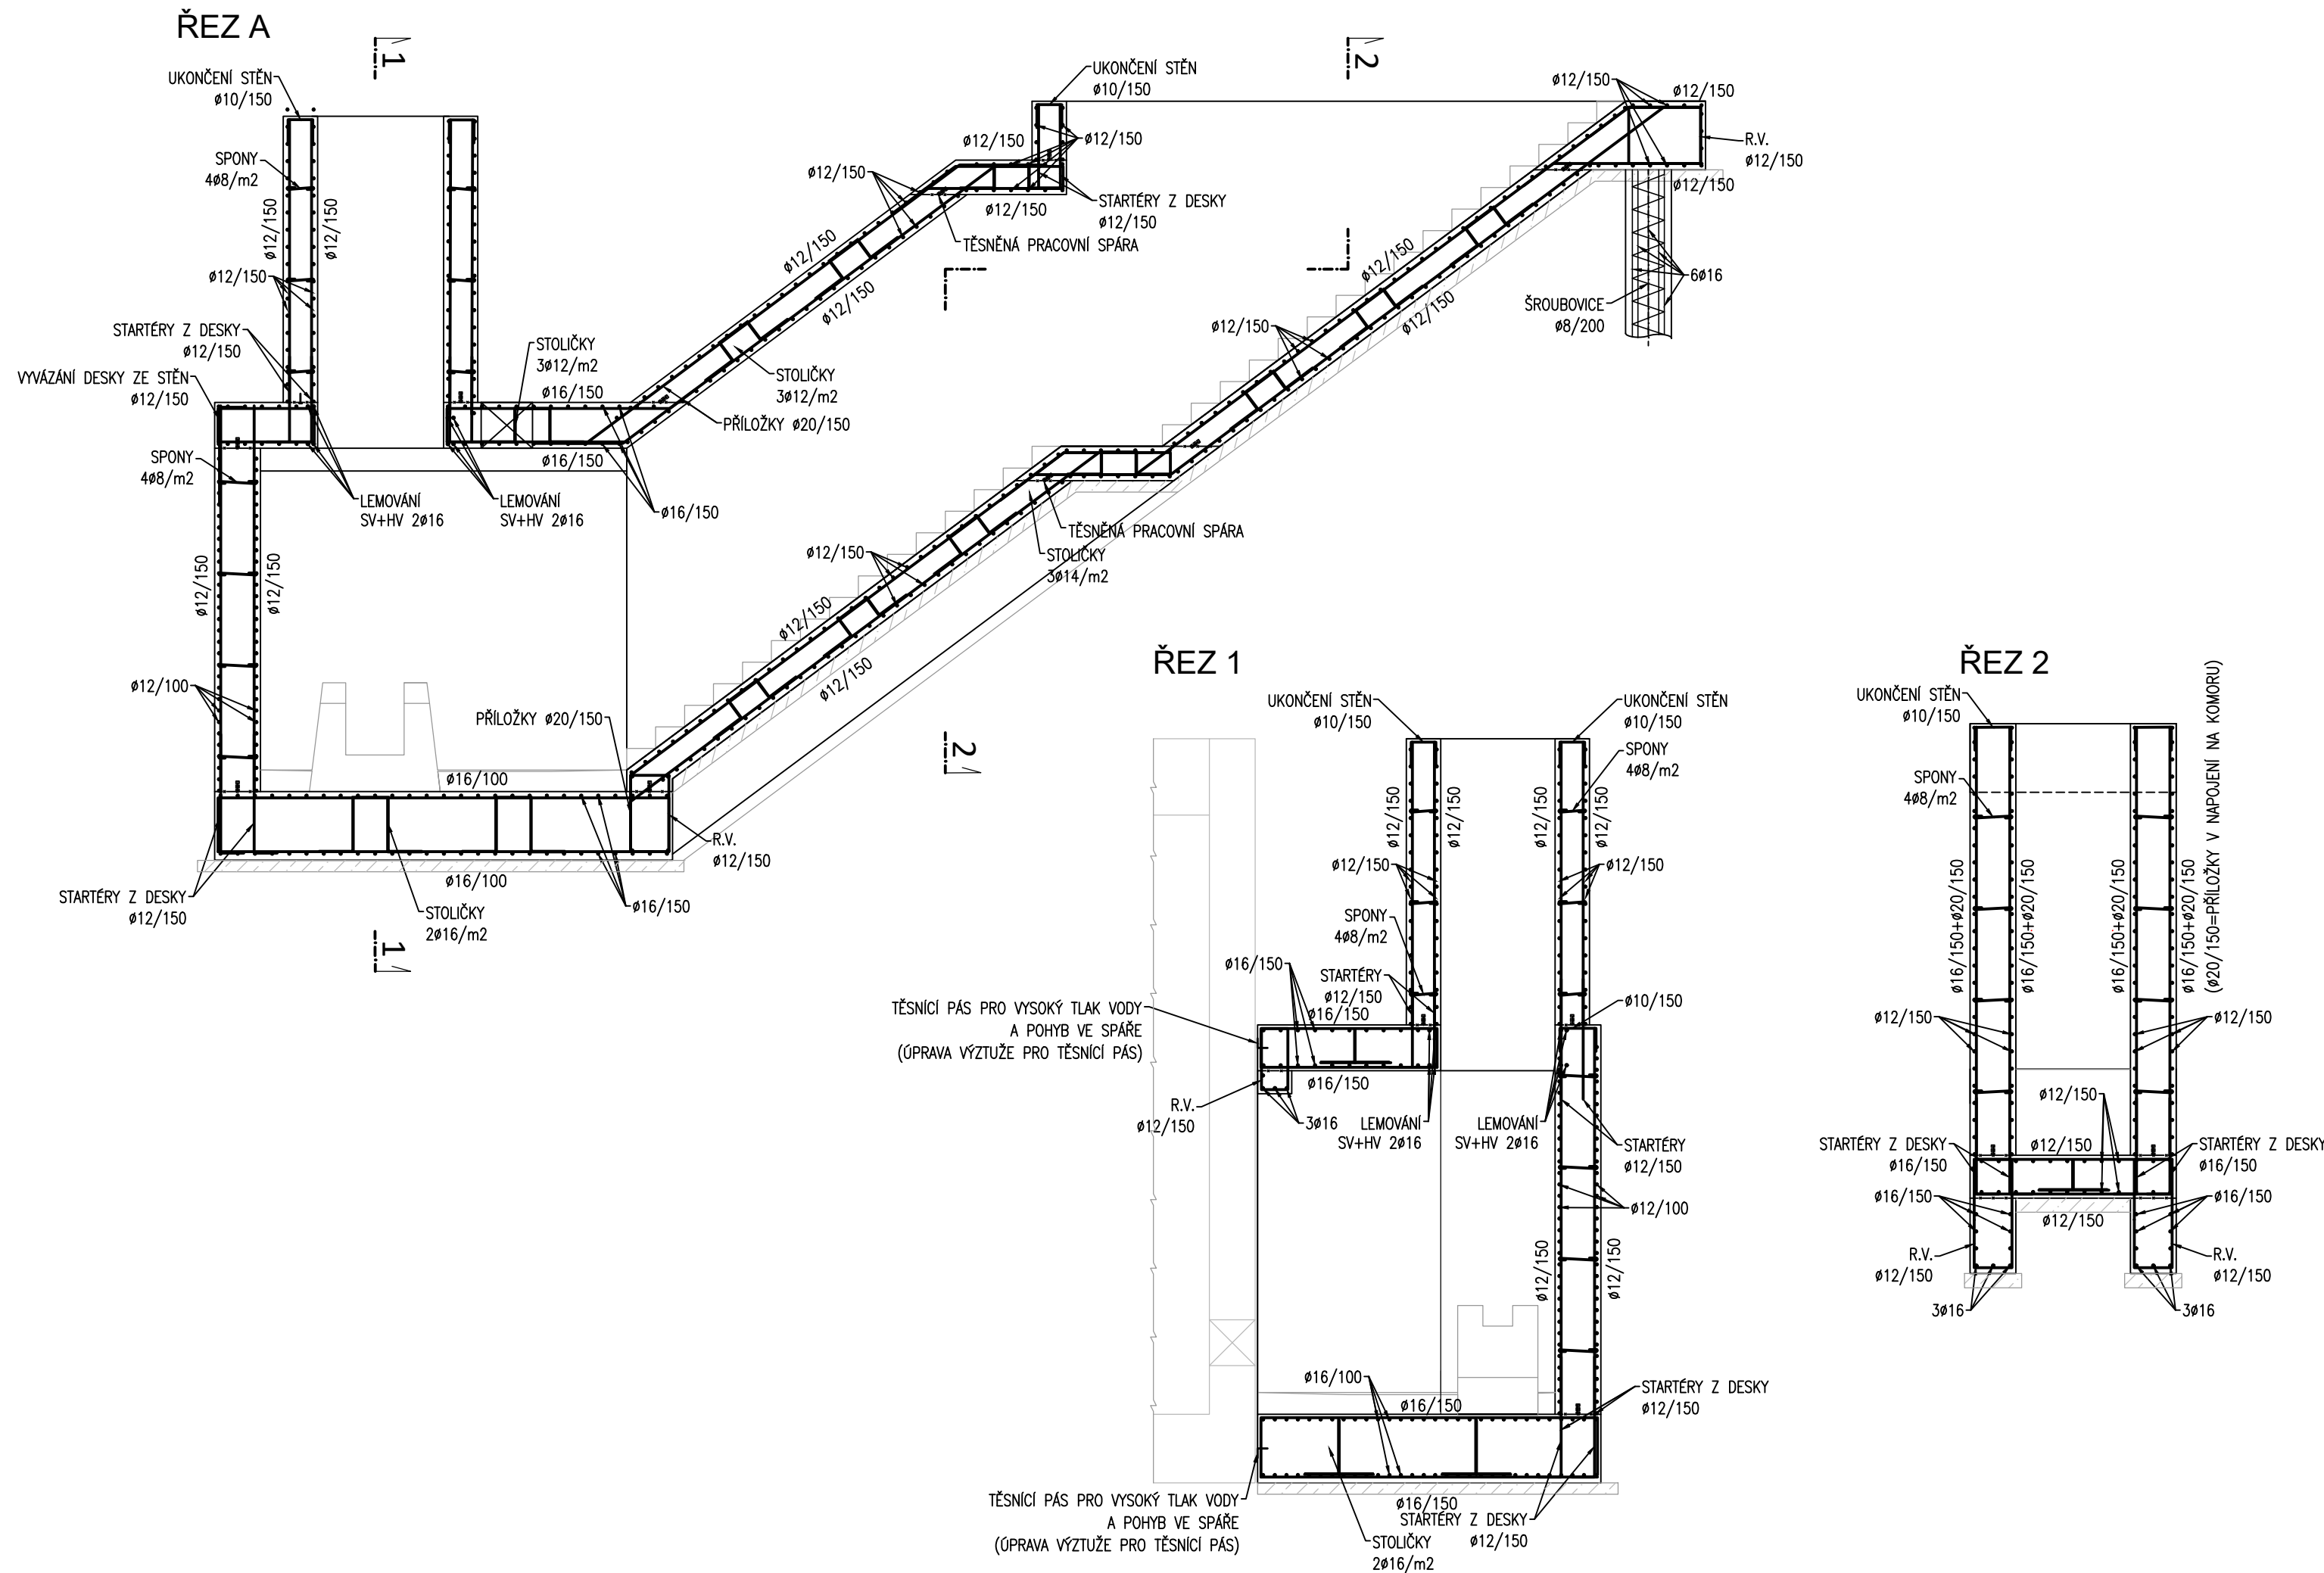 ŘEZ A
1
2
UKONČENÍ STĚN
ø10/150
SPONY
4ø8/m2
ø12/150
ø12/150
ø12/150
STARTÉRY Z DESKY
ø12/150
VYVÁZÁNÍ DESKY ZE STĚN
ø12/150
SPONY
4ø8/m2
LEMOVÁNÍ
SV+HV 2ø16
LEMOVÁNÍ
SV+HV 2ø16
STOLIČKY
3ø12/m2
ø16/150
ø16/150
ø16/150
PŘÍLOŽKY ø20/150
STOLIČKY
3ø12/m2
ø12/150
ø12/150
ø12/150
UKONČENÍ STĚN
ø10/150
ø12/150
ø12/150
ø12/150
STARTÉRY Z DESKY
ø12/150
TĚSNĚNÁ PRACOVNÍ SPÁRA
ø12/150
ø12/150
R.V.
ø12/150
ø12/150
6ø16
ŠROUBOVICE
ø8/200
ø12/150
ø12/150
ø12/150
TĚSNĚNÁ PRACOVNÍ SPÁRA
STOLIČKY
3ø14/m2
ø12/150
ø12/150
ø12/150
ø12/150
ø12/150
ø12/100
PŘÍLOŽKY ø20/150
ø16/100
ø16/100
R.V.
ø12/150
ø16/150
STOLIČKY
2ø16/m2
STARTÉRY Z DESKY
ø12/150
1
2
ŘEZ 1
UKONČENÍ STĚN
ø10/150
UKONČENÍ STĚN
ø10/150
SPONY
4ø8/m2
ø12/150
ø12/150
ø12/150
ø12/150
ø12/150
ø12/150
SPONY
4ø8/m2
STARTÉRY
ø12/150
ø16/150
ø16/150
ø10/150
TĚSNÍCÍ PÁS PRO VYSOKÝ TLAK VODY
A POHYB VE SPÁŘE
(ÚPRAVA VÝZTUŽE PRO TĚSNÍCÍ PÁS)
ø16/150
R.V.
ø12/150
3ø16
LEMOVÁNÍ
SV+HV 2ø16
LEMOVÁNÍ
SV+HV 2ø16
STARTÉRY
ø12/150
ø12/100
ø12/150
ø12/150
ø16/100
ø16/150
STARTÉRY Z DESKY
ø12/150
TĚSNÍCÍ PÁS PRO VYSOKÝ TLAK VODY
A POHYB VE SPÁŘE
(ÚPRAVA VÝZTUŽE PRO TĚSNÍCÍ PÁS)
ø16/150
STARTÉRY Z DESKY
ø12/150
STOLIČKY
2ø16/m2
ŘEZ 2
UKONČENÍ STĚN
ø10/150
SPONY
4ø8/m2
ø16/150+ø20/150
ø16/150+ø20/150
ø16/150+ø20/150
ø16/150+ø20/150
(ø20/150=PŘÍLOŽKY V NAPOJENÍ NA KOMORU)
ø12/150
ø12/150
ø12/150
ø12/150
STARTÉRY Z DESKY
ø16/150
STARTÉRY Z DESKY
ø16/150
ø16/150
ø16/150
ø12/150
R.V.
ø12/150
R.V.
ø12/150
3ø16
3ø16